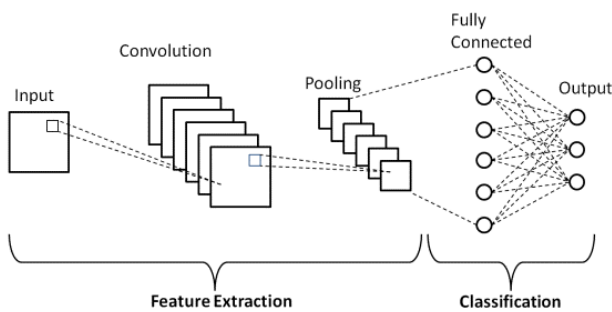 Fully
Connected
Convolution
Pooling
Output
Input
Feature Extraction
Classification